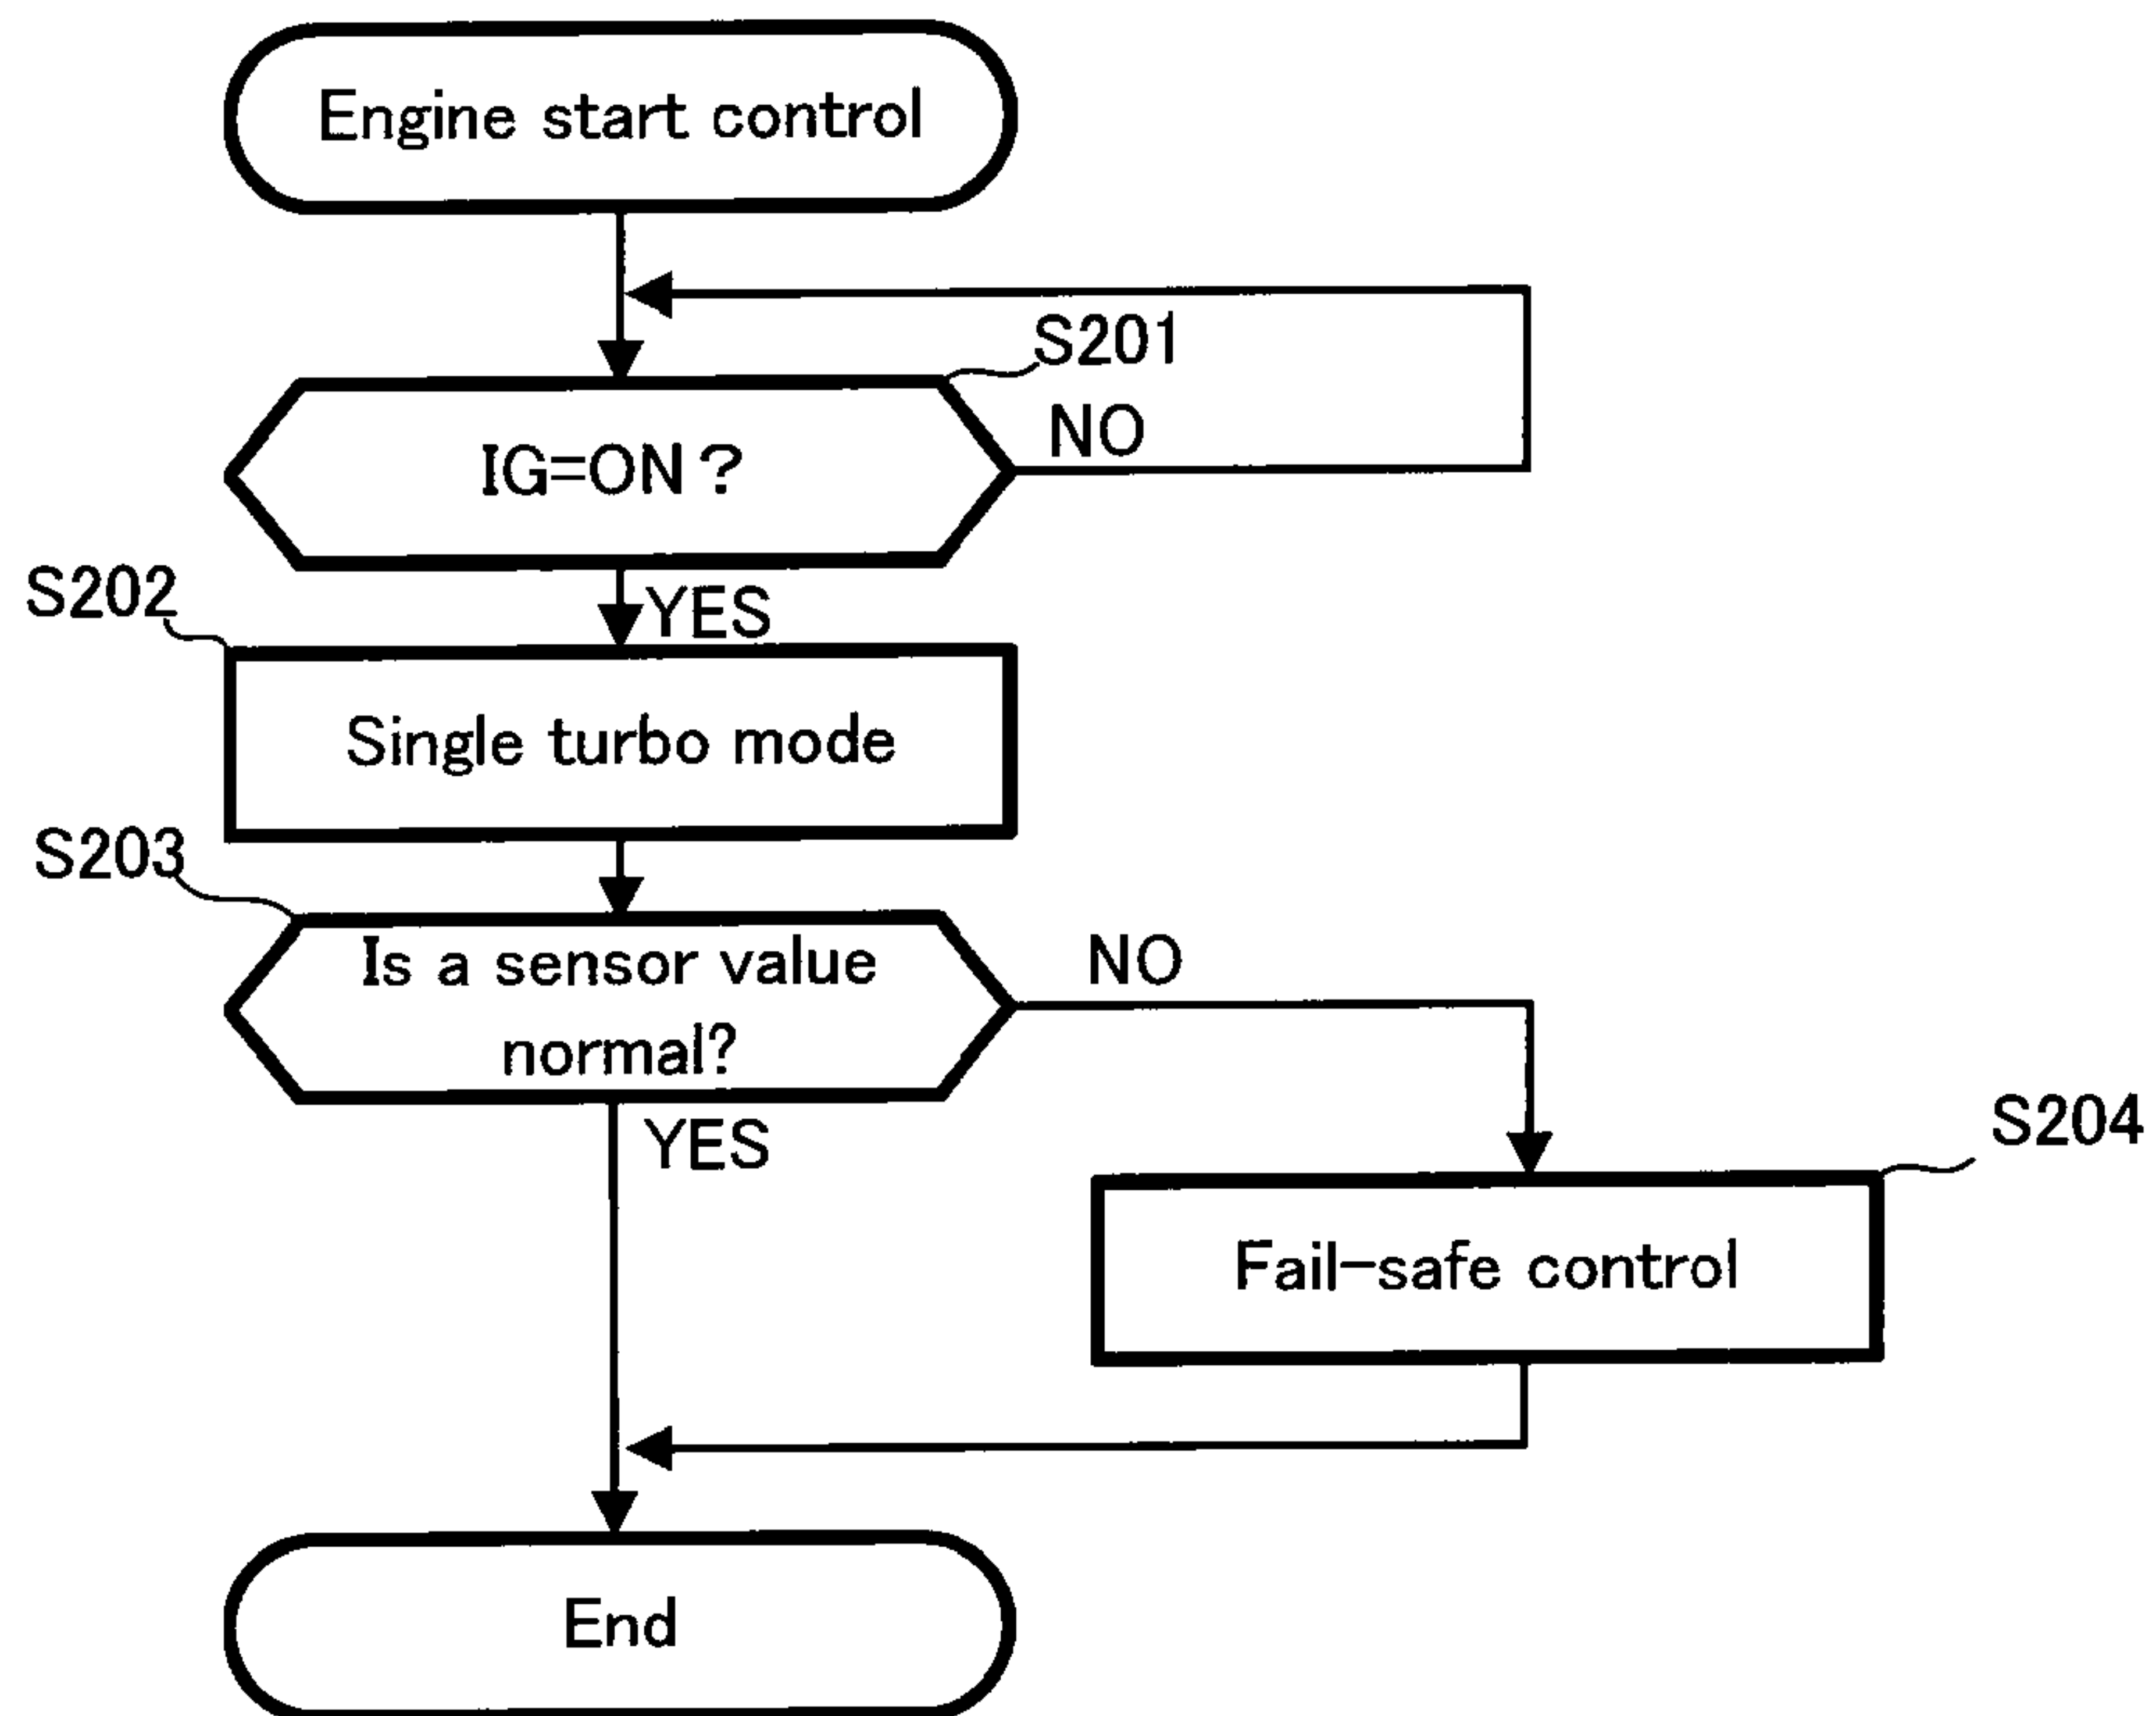 Engine start control
S201
IG=ON?
NO
YES
S202
Single turbo mode
S203
Is a sensor value
normal?
NO
YES
S204
Fail-safe control
End